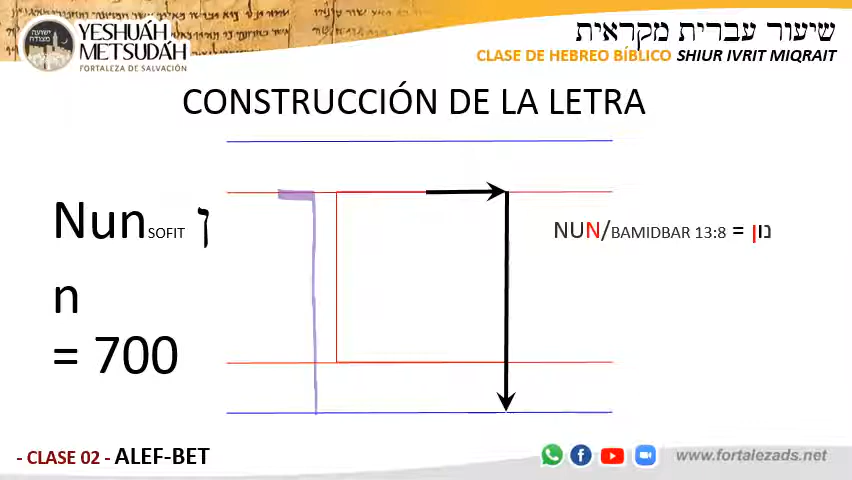 YESHUÁH
METSUDÁH
FORTALEZA DE SALVACIÓN
שיעור עברית מקראית
CLASE DE HEBREO BÍBLICO SHIUR IVRIT MIQRAIT
CONSTRUCCIÓN DE LA LETRA
Nun SOFIT ן
n
= 700
NUN/BAMIDBAR 13:8 = נון
- CLASE 02 - ALEF-BET
www.fortalezads.net